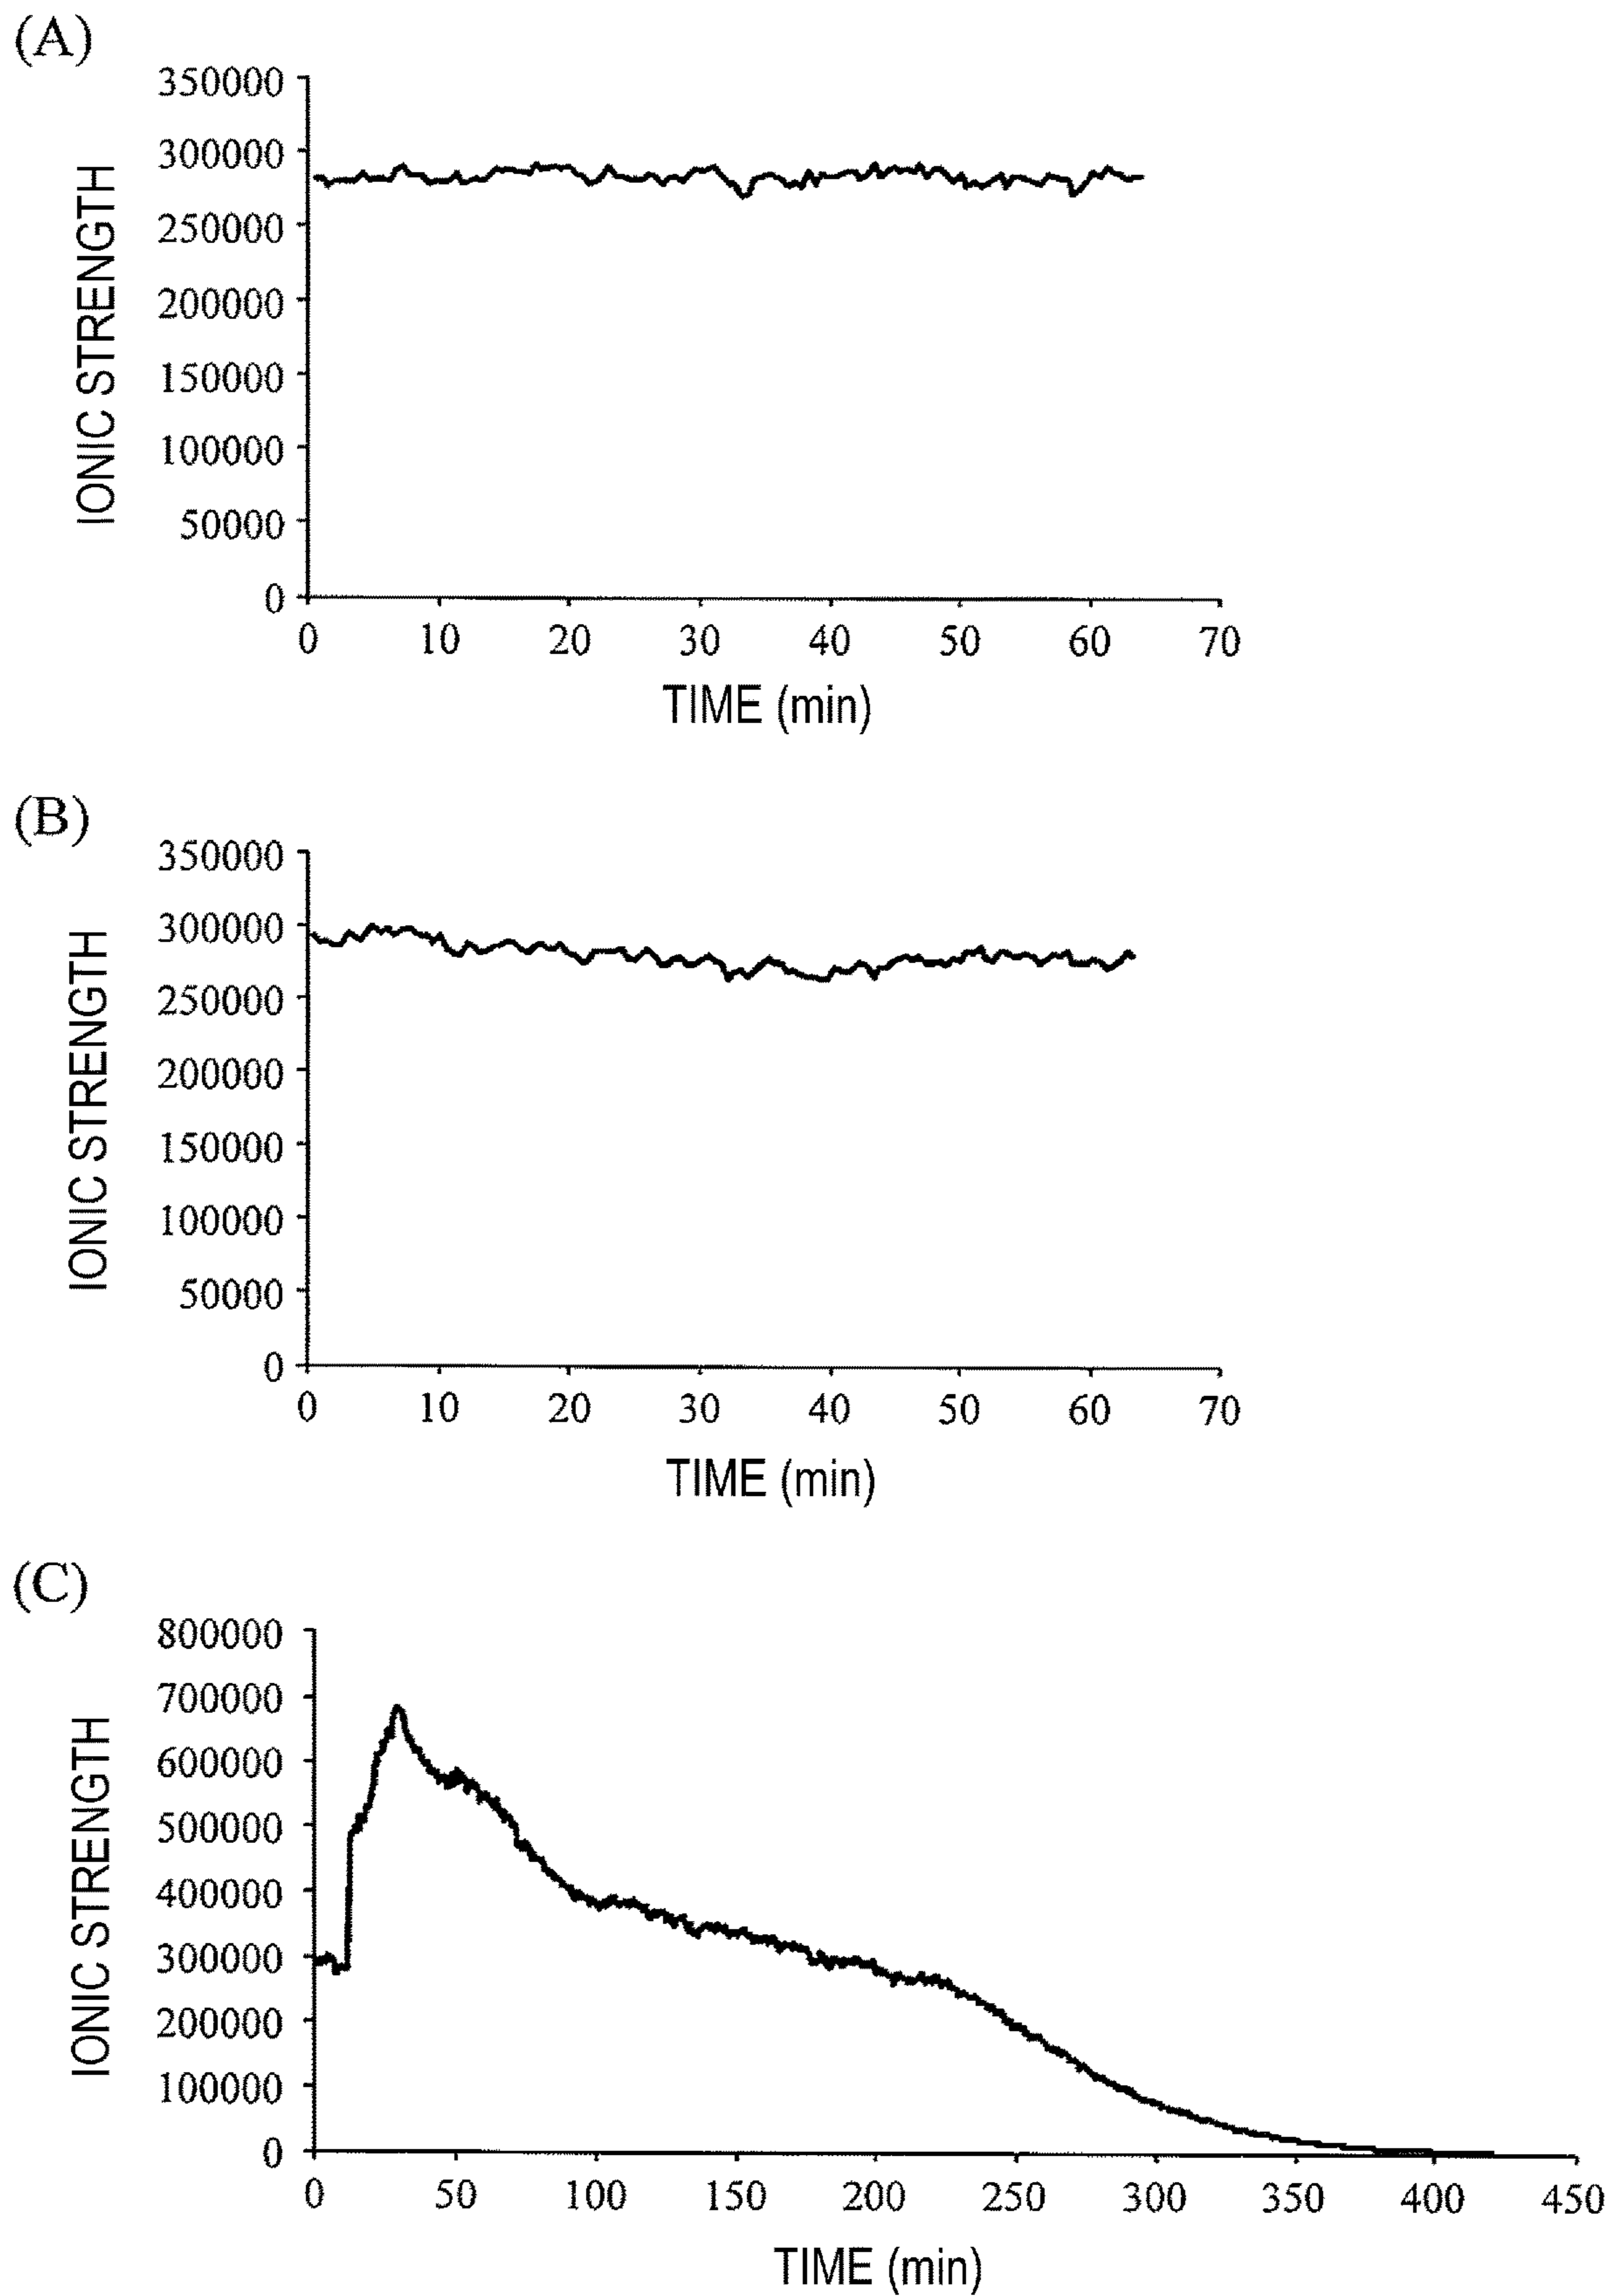 (A)
350000
300000
250000
200000
150000
100000
50000
0
IONIC STRENGTH
0 10 20 30 40 50 60 70
TIME (min)
(B)
350000
300000
250000
200000
150000
100000
50000
0
IONIC STRENGTH
0 10 20 30 40 50 60 70
TIME (min)
(C)
800000
700000
600000
500000
400000
300000
200000
100000
0
IONIC STRENGTH
0 50 100 150 200 250 300 350 400 450
TIME (min)